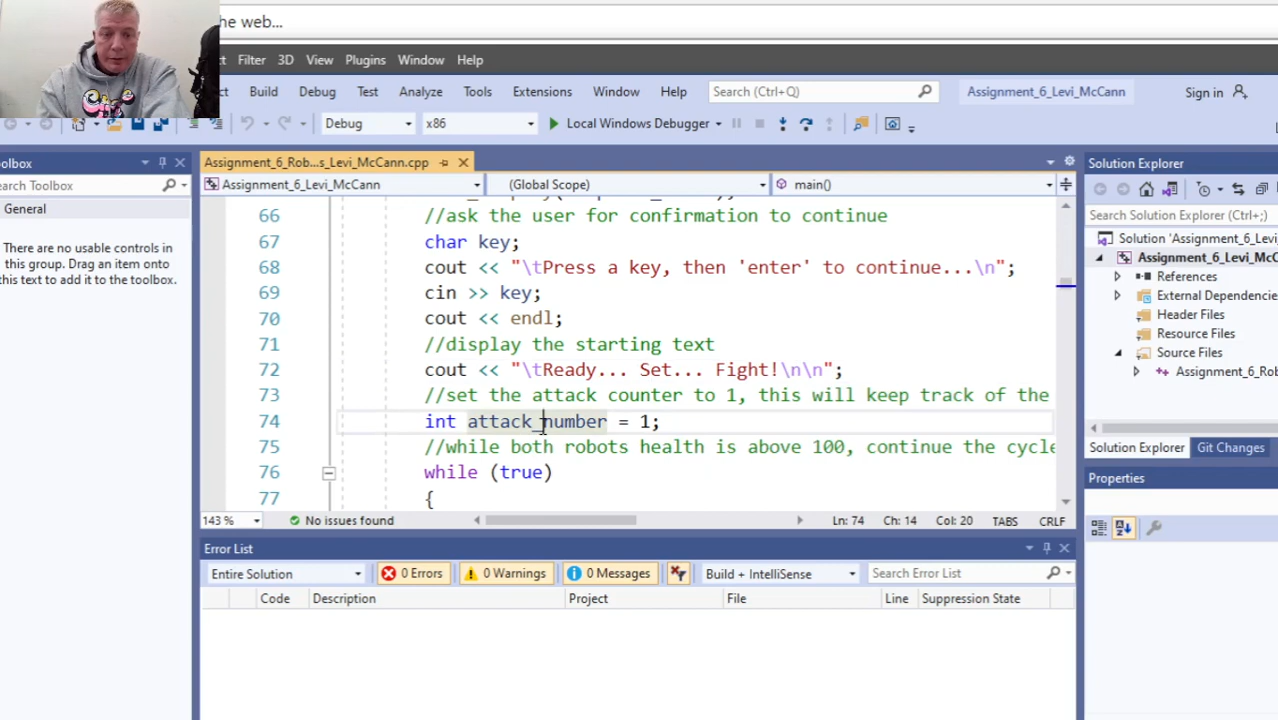 he web...
ct Filter 3D View Plugins Window Help
ct Build Debug Test Analyze Tools Extensions Window Help Search (Ctrl+Q) Assignment_6_Levi_McCann Sign in
Debug x86 Local Windows Debugger
oolbox
Assignment_6_Rob...s_Levi_McCann.cpp
Solution Explorer
earch Toolbox
Assignment_6_Levi_McCann (Global Scope) main()
General
Search Solution Explorer (Ctrl+;)
There are no usable controls in
this group. Drag an item onto
this text to add it to the toolbox.
66 //ask the user for confirmation to continue
67 char key;
68 cout << "\tPress a key, then 'enter' to continue...\n";
69 cin >> key;
70 cout << endl;
71 //display the starting text
72 cout << "\tReady... Set... Fight!\n\n";
73 //set the attack counter to 1, this will keep track of the
74 int attack_number = 1;
75 //while both robots health is above 100, continue the cycle
76 while (true)
77 {
Solution 'Assignment_6_Levi_
Assignment_6_Levi_McC
References
External Dependencie
Header Files
Resource Files
Source Files
Assignment_6_Rob
Solution Explorer Git Changes
Properties
143 % No issues found Ln: 74 Ch: 14 Col: 20 TABS CRLF
Error List
Entire Solution 0 Errors 0 Warnings 0 Messages Build + IntelliSense Search Error List
Code Description Project File Line Suppression State